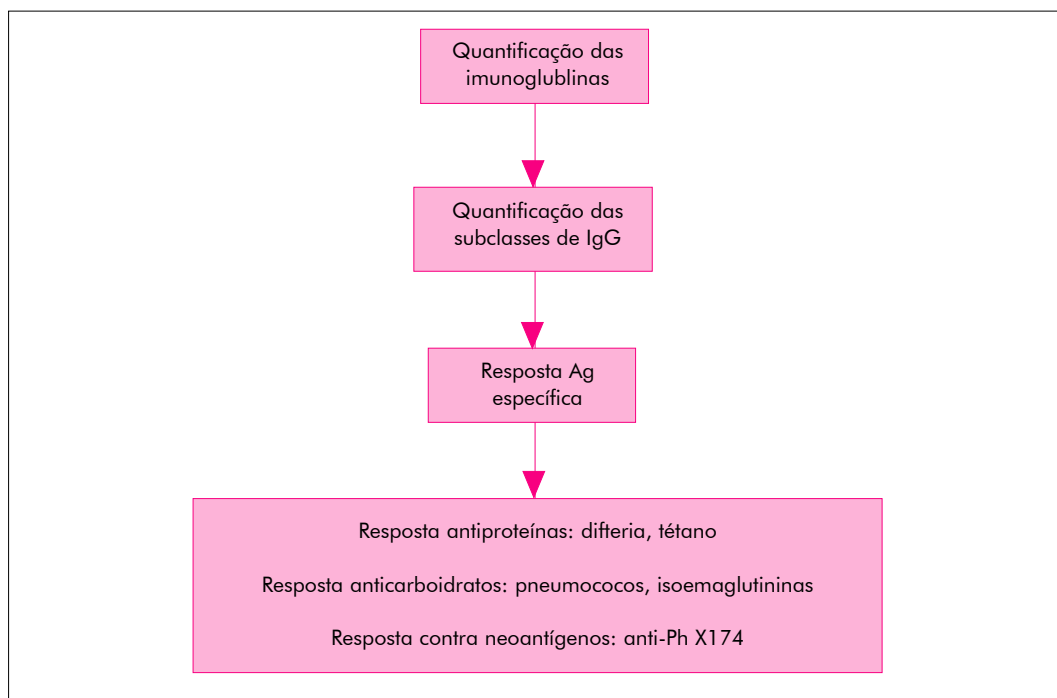 Quantificação das
imunoglublinas
Quantificação das
subclasses de IgG
Resposta Ag
específica
Resposta antiproteínas: difteria, tétano
Resposta anticarboidratos: pneumococos, isoemaglutininas
Resposta contra neoantígenos: anti-Ph X174